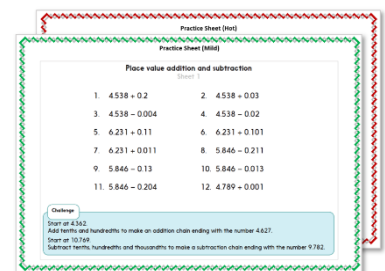 Practice Sheet (Hot)
Practice Sheet (Mild)
Place value addition and subtraction
Sheet 1
1. 4.538 + 0.2 2. 4.538 + 0.03
3. 4.538 – 0.004 4. 4.538 – 0.02
5. 6.231 + 0.11 6. 6.231 + 0.101
7. 6.231 + 0.011 8. 5.846 – 0.211
9. 5.846 – 0.13 10. 5.846 – 0.013
11. 5.846 – 0.204 12. 4.789 + 0.001
Challenge
Start at 4.362.
Add tenths and hundredths to make an addition chain ending with the number 4.627.
Start at 10.769.
Subtract tenths, hundredths and thousandths to make a subtraction chain ending with the number 9.782.